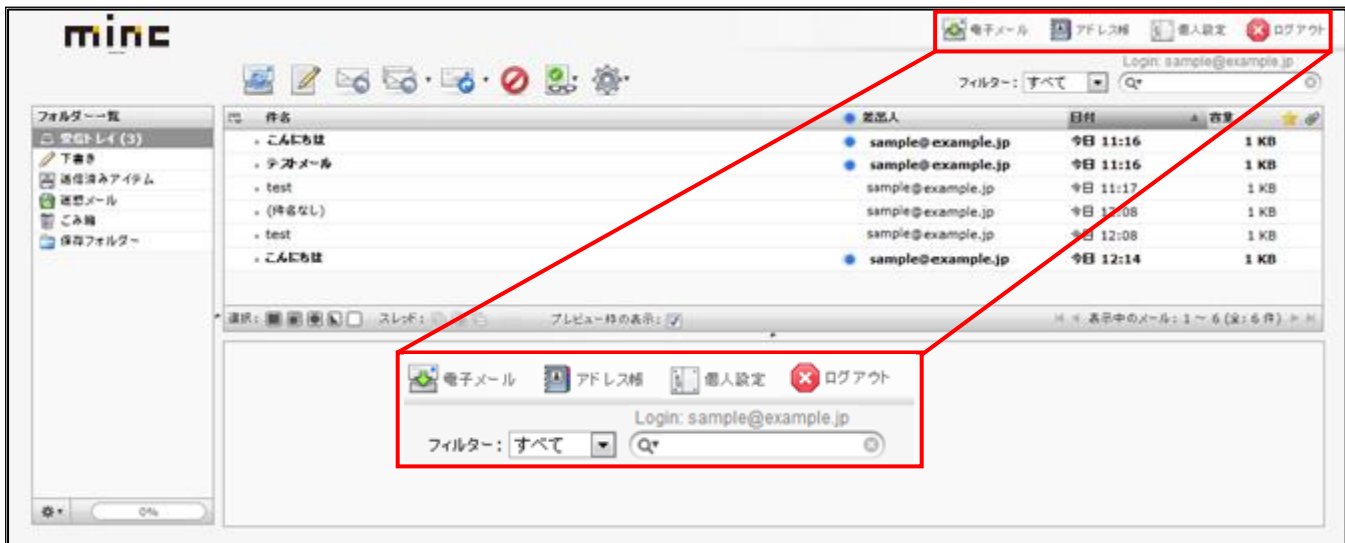 minc
電子メール アドレス帳 個人設定 ログアウト
Login: sample@example.jp
フィルター: すべて
フォルダー一覧
受信トレイ (3)
下書き
送信済みアイテム
迷惑メール
ごみ箱
保存フォルダー
件名 差出人 日付 容量
こんにちは sample@example.jp 今日 11:16 1 KB
テストメール sample@example.jp 今日 11:16 1 KB
test sample@example.jp 今日 11:17 1 KB
(件名なし) sample@example.jp 今日 12:08 1 KB
test sample@example.jp 今日 12:08 1 KB
こんにちは sample@example.jp 今日 12:14 1 KB
選択: スレッド: プレビュー枠の表示: 表示中のメール: 1 ~ 6 (全: 6 件)
電子メール アドレス帳 個人設定 ログアウト
Login: sample@example.jp
フィルター: すべて
0%